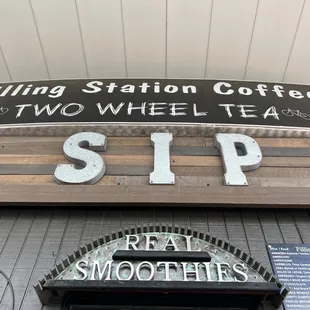 illing Station Coffe
TWO WHEEL TEA
SIP
REAL
SMOOTHIES